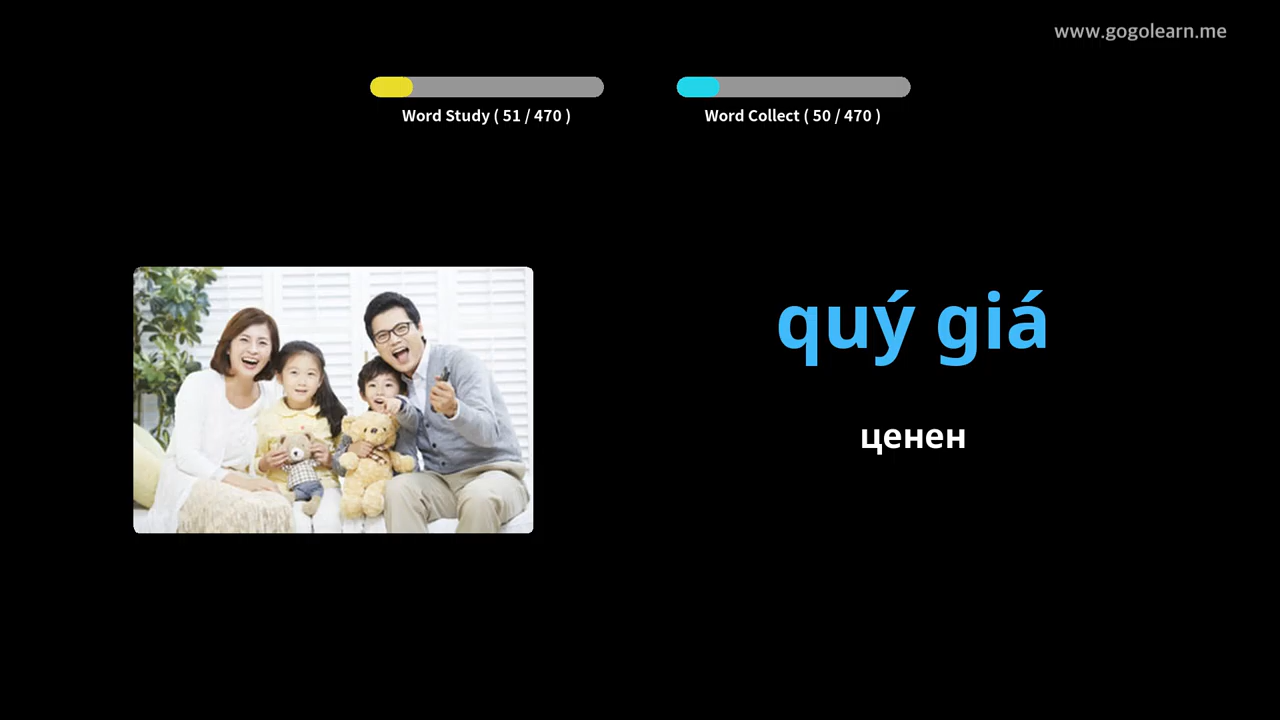 www.gogolearn.me
Word Study ( 51 / 470 )
Word Collect ( 50 / 470 )
quý giá
ценен